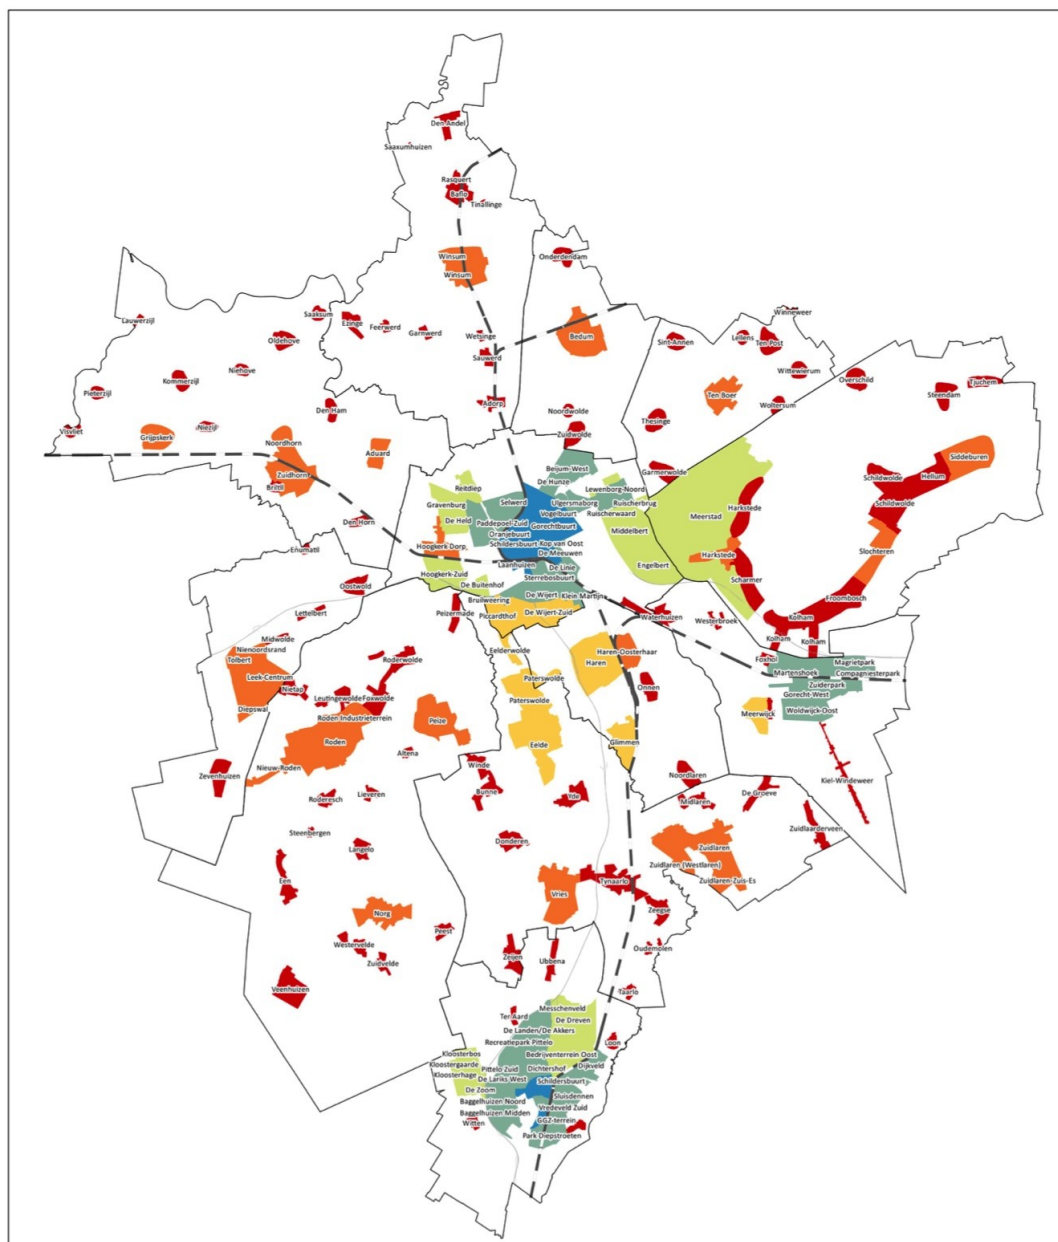 Den Andel
Saaxumhuizen
Rasquert
Baflo
Tinallinge
Winsum
Winsum
Onderdendam
Lauwerzijl
Saaksum
Ezinge
Feerwerd
Garnwerd
Wetsinge
Bedum
Winneweer
Oldehove
Sint-Annen
Lellens
Ten Post
Sauwerd
Niehove
Wittewierum
Kommerzijl
Overschild
Tjuchem
Pieterzijl
Steendam
Ten Boer
Adorp
Den Ham
Noordwolde
Woltersum
Thesinge
Visvliet
Niezijl
Zuidwolde
Grijpskerk
Noordhorn
Aduard
Siddeburen
Beijum-West
Zuidhorn
Garmerwolde
Hellum
Schildwolde
De Hunze
Briltil
Reitdiep
Lewenborg-Noord
Selwerd
Ulgersmaborg
Ruischerbrug
Schildwolde
Gravenburg
Harkstede
Vogelbuurt
Ruischerwaard
Meerstad
Den Horn
De Held
Paddepoel-Zuid
Gorechtbuurt
Middelbert
Oranjebuurt
Schildersbuurt
Kop van Oost
Enumatil
Hoogkerk Dorp
De Meeuwen
Harkstede
Slochteren
Laanhuizen
De Linie
Engelbert
Hoogkerk-Zuid
Sterrebosbuurt
Scharmer
Oostwold
De Buitenhof
De Wijert
Klein Martijn
Froombosch
Bruilweering
Lettelbert
Peizermade
Piccardthof
De Wijert-Zuid
Waterhuizen
Westerbroek
Kolham
Midwolde
Kolham
Kolham
Nienoordsrand
Eelderwolde
Haren-Oosterhaar
Tolbert
Roderwolde
Haren
Foxhol
Magrietpark
Martenshoek
Compagniesterpark
Leek-Centrum
Paterswolde
Zuiderpark
Nietap
Onnen
Gorecht-West
Leutingewolde
Foxwolde
Paterswolde
Diepswal
Meerwijck
Woldwijck-Oost
Roden Industrieterrein
Peize
Roden
Eelde
Glimmen
Altena
Nieuw-Roden
Winde
Zevenhuizen
Noordlaren
Kiel-Windeweer
Bunne
De Groeve
Lieveren
Yde
Roderesch
Midlaren
Steenbergen
Zuidlaarderveen
Donderen
Langelo
Zuidlaren
Zuidlaren (Westlaren)
Een
Tynaarlo
Zuidlaren-Zuis-Es
Vries
Norg
Zeegse
Peest
Westervelde
Oudemolen
Zeijen
Ubbena
Zuidvelde
Veenhuizen
Taarlo
Messchenveld
Ter Aard
De Dreven
De Landen/De Akkers
Recreatiepark Pittelo
Loon
Kloosterbos
Bedrijventerrein Oost
Kloostergaarde
Pittelo Zuid
Dichtershof
Dijkveld
Kloosterhage
De Lariks West
Schildersbuurt
De Zoom
Sluisdennen
Baggelhuizen Noord
Vredeveld Zuid
Baggelhuizen Midden
GGZ-terrein
Witten
Park Diepstroeten